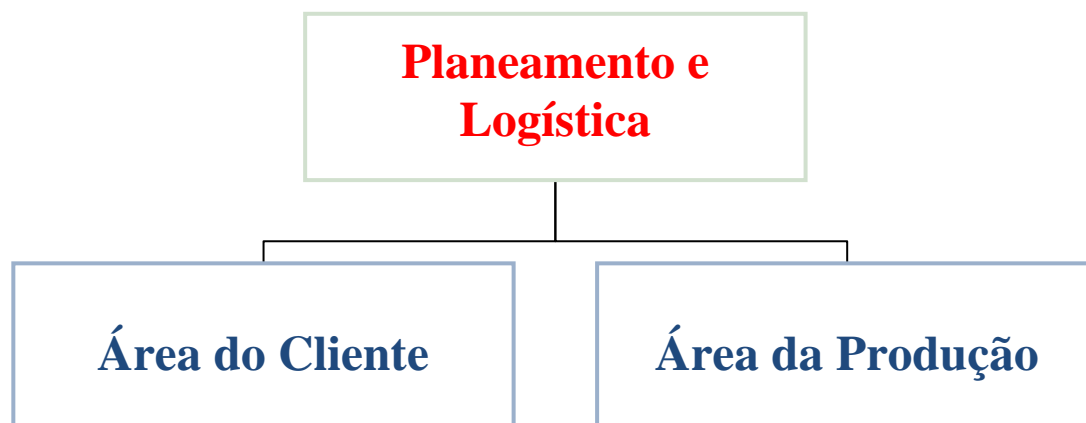 Planeamento e
Logística
Área do Cliente
Área da Produção